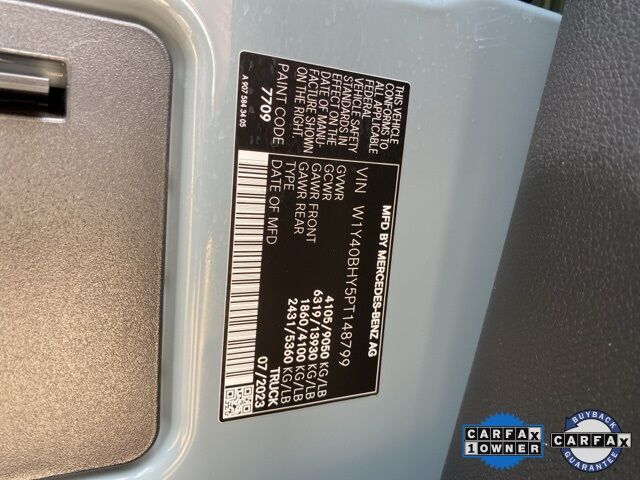 MFD BY MERCEDES-BENZ AG
VIN W1Y40BHY5PT148799
GVWR 4105/9050 KG/LB
GCWR 6319/13930 KG/LB
GAWR FRONT 1860/4100 KG/LB
GAWR REAR 2431/5360 KG/LB
TYPE TRUCK
DATE OF MFD 07/2023
THIS VEHICLE
CONFORMS TO
ALL APPLICABLE
FEDERAL
VEHICLE SAFETY
STANDARDS IN
EFFECT ON THE
DATE OF MANU-
FACTURE SHOWN
ON THE RIGHT.
PAINT CODE
7709
A 907 584 34 05
CARFAX
1 OWNER
BUYBACK
CARFAX
GUARANTEE